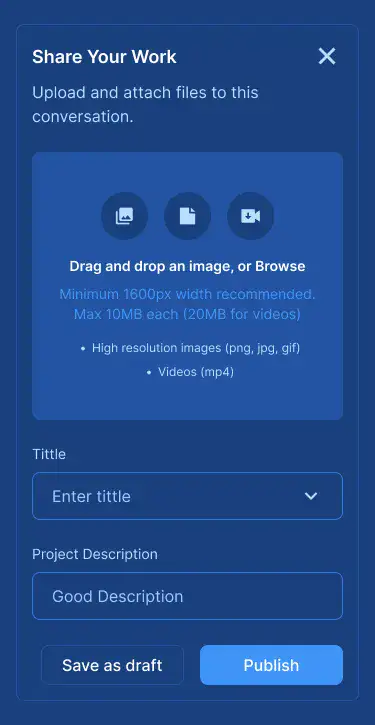 Share Your Work
Upload and attach files to this
conversation.
Drag and drop an image, or Browse
Minimum 1600px width recommended.
Max 10MB each (20MB for videos)
• High resolution images (png, jpg, gif)
• Videos (mp4)
Tittle
Enter tittle
Project Description
Good Description
Save as draft
Publish